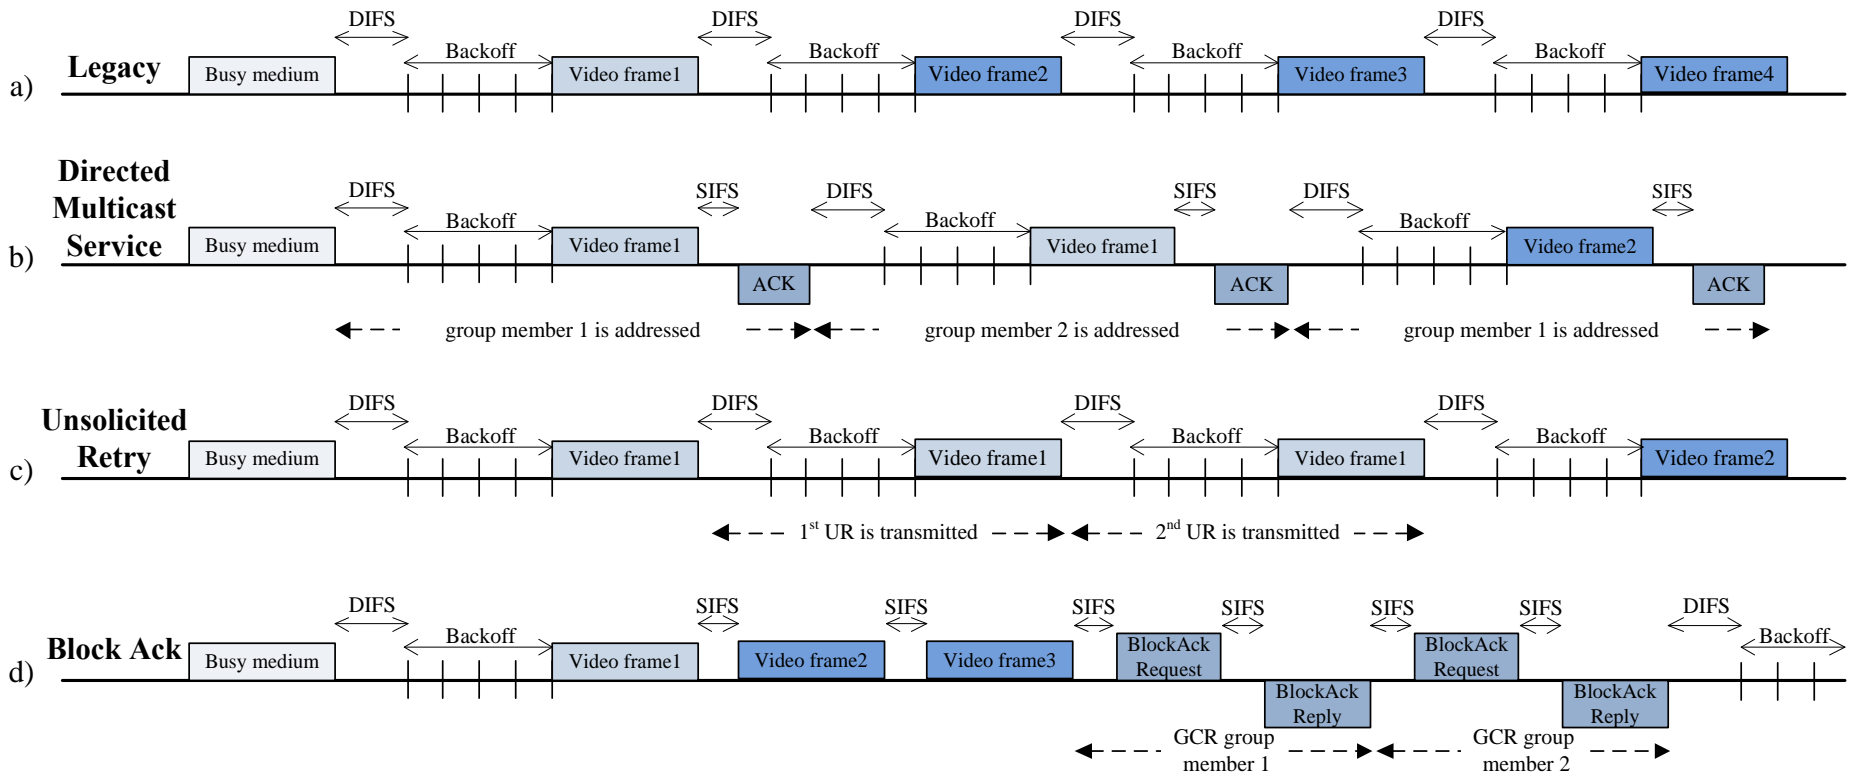 DIFS DIFS DIFS DIFS
Backoff Backoff Backoff Backoff
a) Legacy Busy medium Video frame1 Video frame2 Video frame3 Video frame4
Directed
Multicast
Service
DIFS SIFS DIFS SIFS DIFS SIFS
Backoff Backoff Backoff
b) Busy medium Video frame1 Video frame1 Video frame2
ACK ACK ACK
group member 1 is addressed group member 2 is addressed group member 1 is addressed
Unsolicited
Retry
DIFS DIFS DIFS DIFS
Backoff Backoff Backoff Backoff
c) Busy medium Video frame1 Video frame1 Video frame1 Video frame2
1st UR is transmitted 2nd UR is transmitted
DIFS SIFS SIFS SIFS SIFS SIFS SIFS DIFS
Backoff Backoff
d) Block Ack Busy medium Video frame1 Video frame2 Video frame3
BlockAck
Request
BlockAck
Reply
BlockAck
Request
BlockAck
Reply
GCR group
member 1
GCR group
member 2